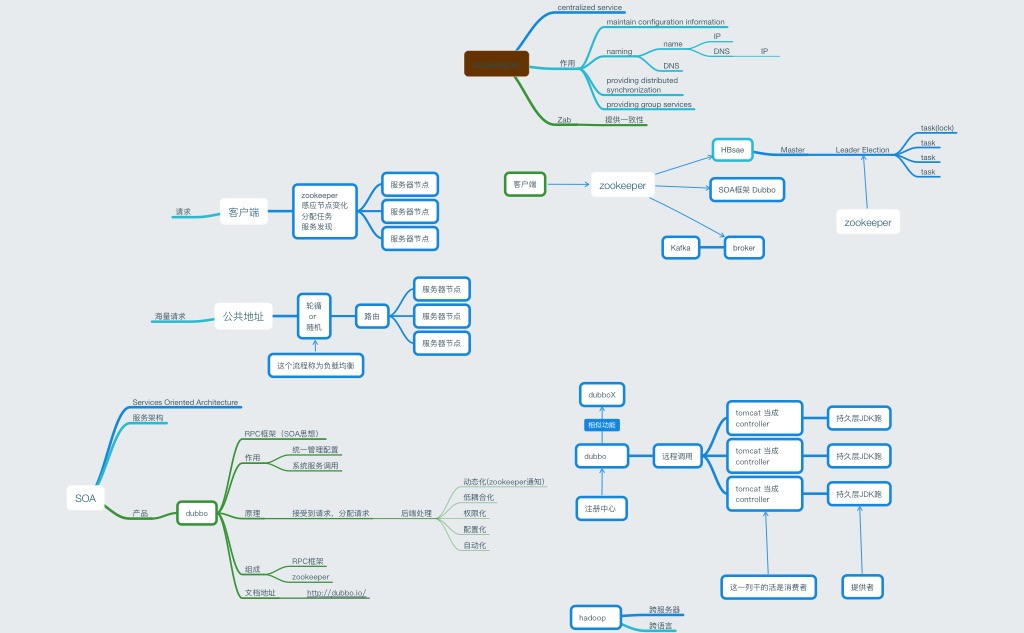 centralized service
maintain configuration information
IP
name
DNS
IP
naming
DNS
zookeeper
作用
providing distributed
synchronization
providing group services
Zab
提供一致性
请求
客户端
zookeeper
感应节点变化
分配任务
服务发现
服务器节点
服务器节点
服务器节点
客户端
zookeeper
HBsae
Master
Leader Election
task(lock)
task
task
task
SOA框架 Dubbo
Kafka
broker
zookeeper
海量请求
公共地址
轮循
or
随机
路由
服务器节点
服务器节点
服务器节点
这个流程称为负载均衡
SOA
Services Oriented Architecture
服务架构
产品
dubbo
RPC框架（SOA思想）
作用
统一管理配置
系统服务调用
原理
接受到请求、分配请求
后端处理
动态化(zookeeper通知)
低耦合化
权限化
配置化
自动化
组成
RPC框架
zookeeper
文档地址
http://dubbo.io/
dubboX
相似功能
dubbo
注册中心
远程调用
tomcat 当成
controller
持久层JDK跑
tomcat 当成
controller
持久层JDK跑
tomcat 当成
controller
持久层JDK跑
这一列干的活是消费者
提供者
hadoop
跨服务器
跨语言